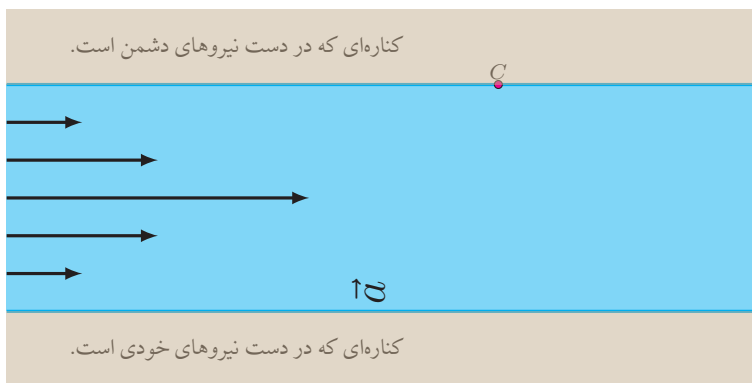 کناره‌ای که در دست نیروهای دشمن است.
C
a⃗
کناره‌ای که در دست نیروهای خودی است.